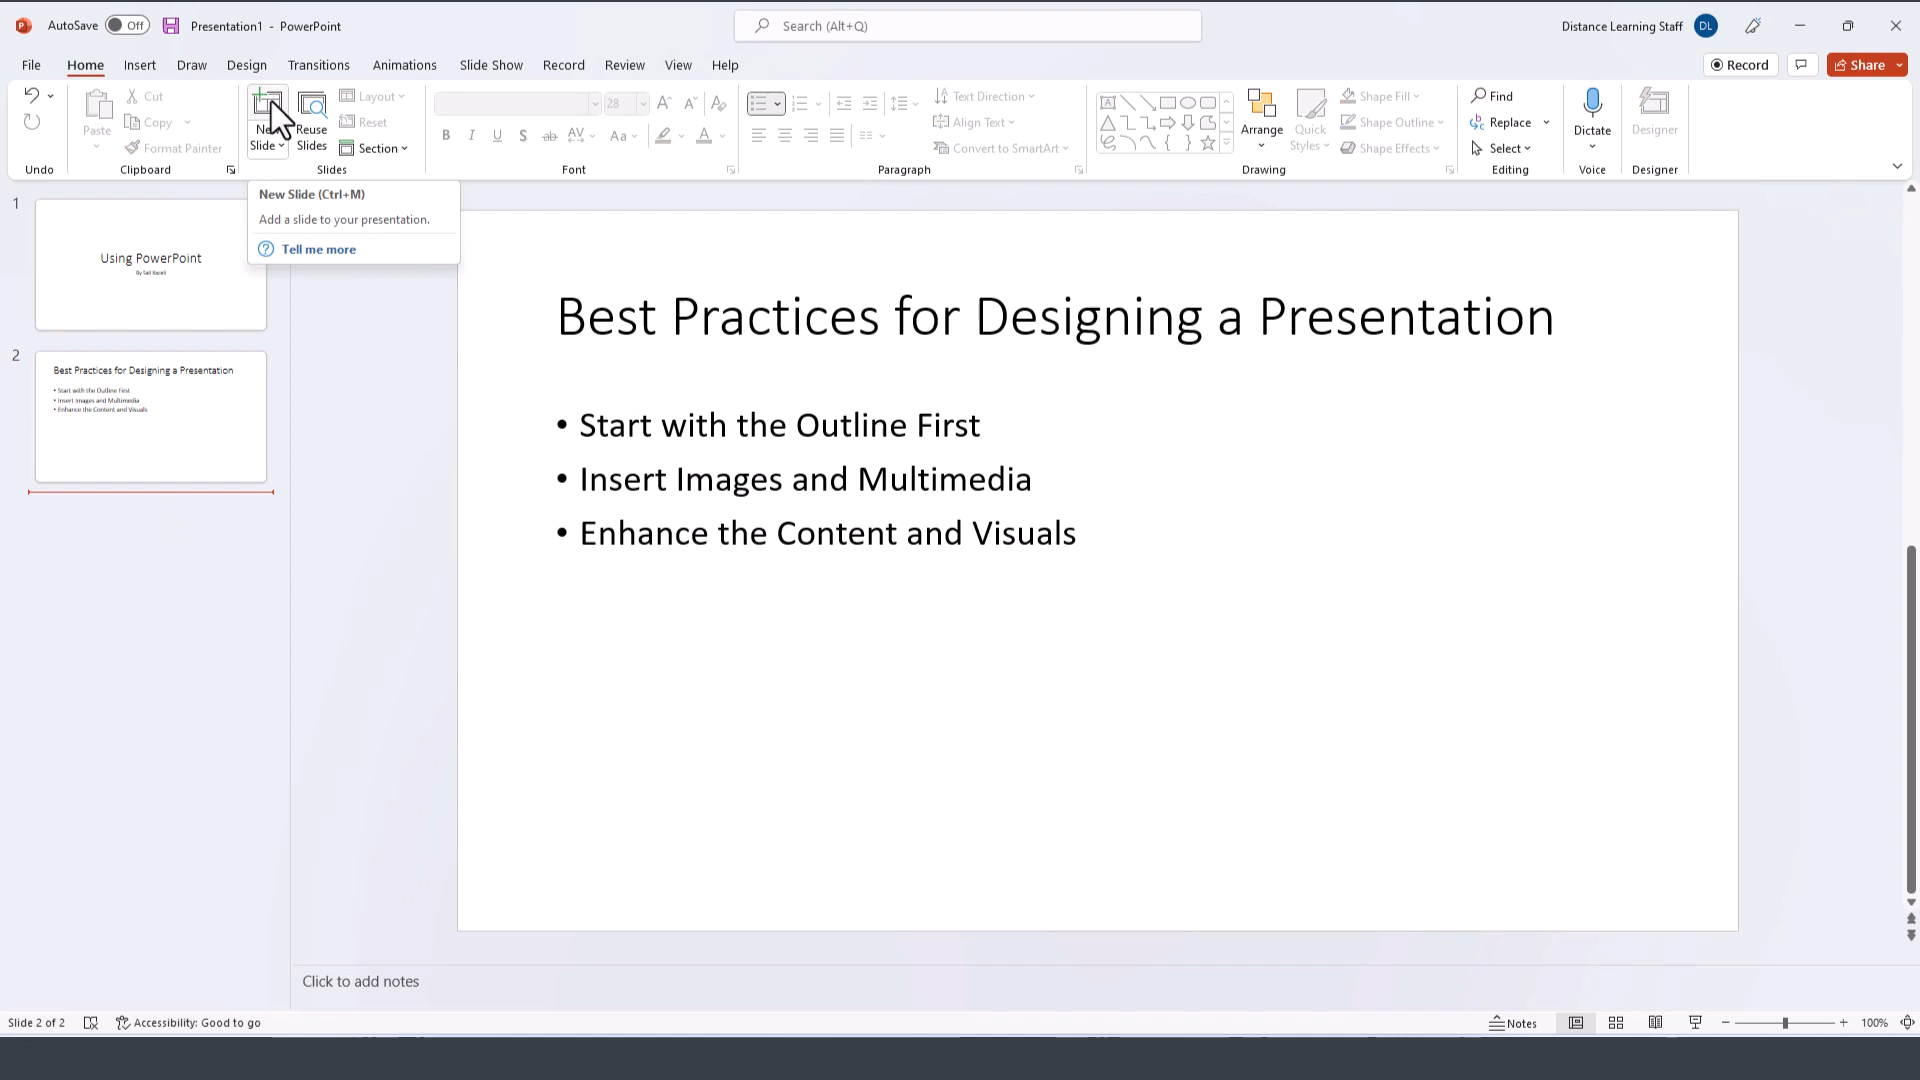 AutoSave Off Presentation1 - PowerPoint Search (Alt+Q) Distance Learning Staff DL
File Home Insert Draw Design Transitions Animations Slide Show Record Review View Help Record Share
Undo
Paste
Cut
Copy
Format Painter
Clipboard
New Slide
Reuse Slides
Layout
Reset
Section
Slides
28
B I U S ab AV Aa A
Font
Text Direction
Align Text
Convert to SmartArt
Paragraph
Arrange
Quick Styles
Shape Fill
Shape Outline
Shape Effects
Drawing
Find
Replace
Select
Editing
Dictate
Voice
Designer
Designer
New Slide (Ctrl+M)
Add a slide to your presentation.
Tell me more
1
Using PowerPoint
2
Best Practices for Designing a Presentation
• Start with the Outline First
• Insert Images and Multimedia
• Enhance the Content and Visuals
Best Practices for Designing a Presentation
• Start with the Outline First
• Insert Images and Multimedia
• Enhance the Content and Visuals
Click to add notes
Slide 2 of 2 Accessibility: Good to go Notes 100%